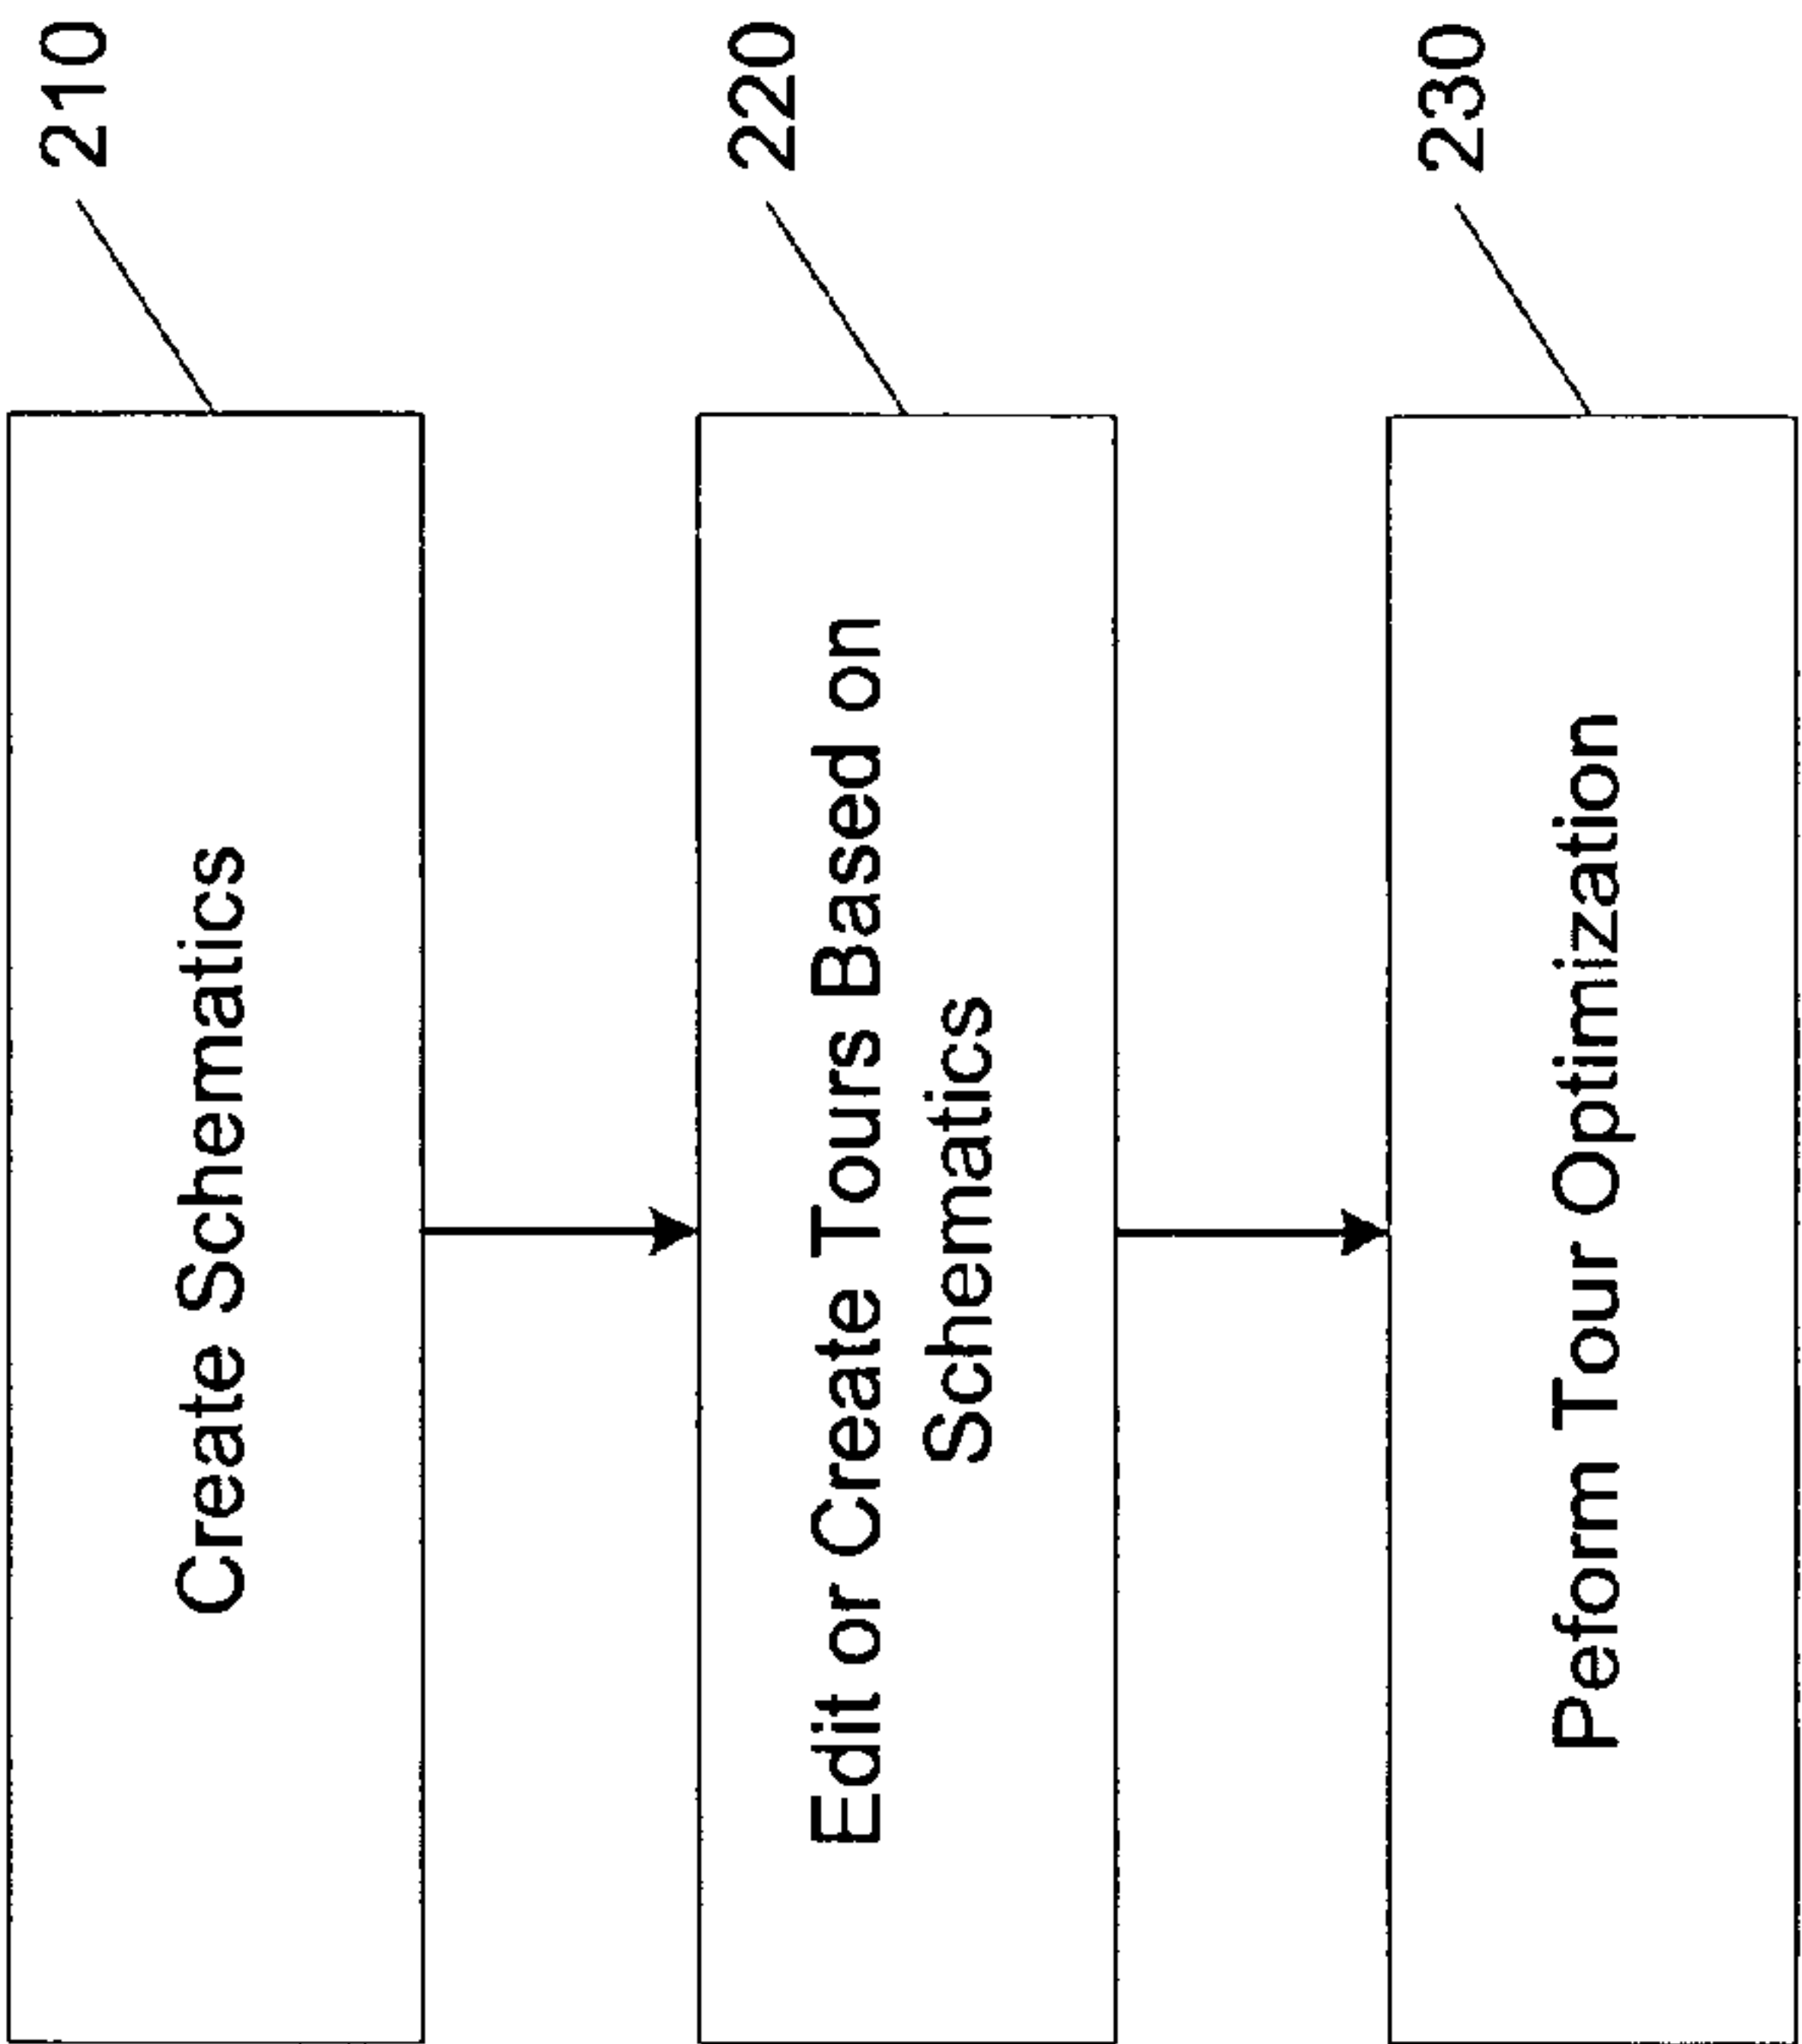 Create Schematics
210
Edit or Create Tours Based on
Schematics
220
Peform Tour Optimization
230